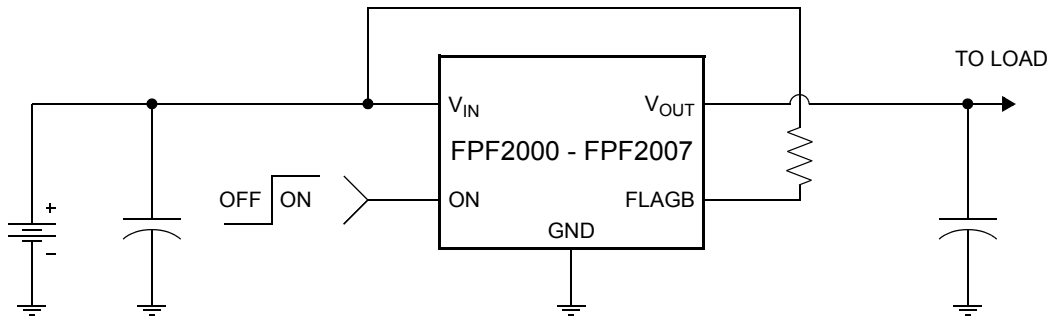 TO LOAD
VIN
VOUT
FPF2000 - FPF2007
OFF
ON
ON
FLAGB
GND
+
–